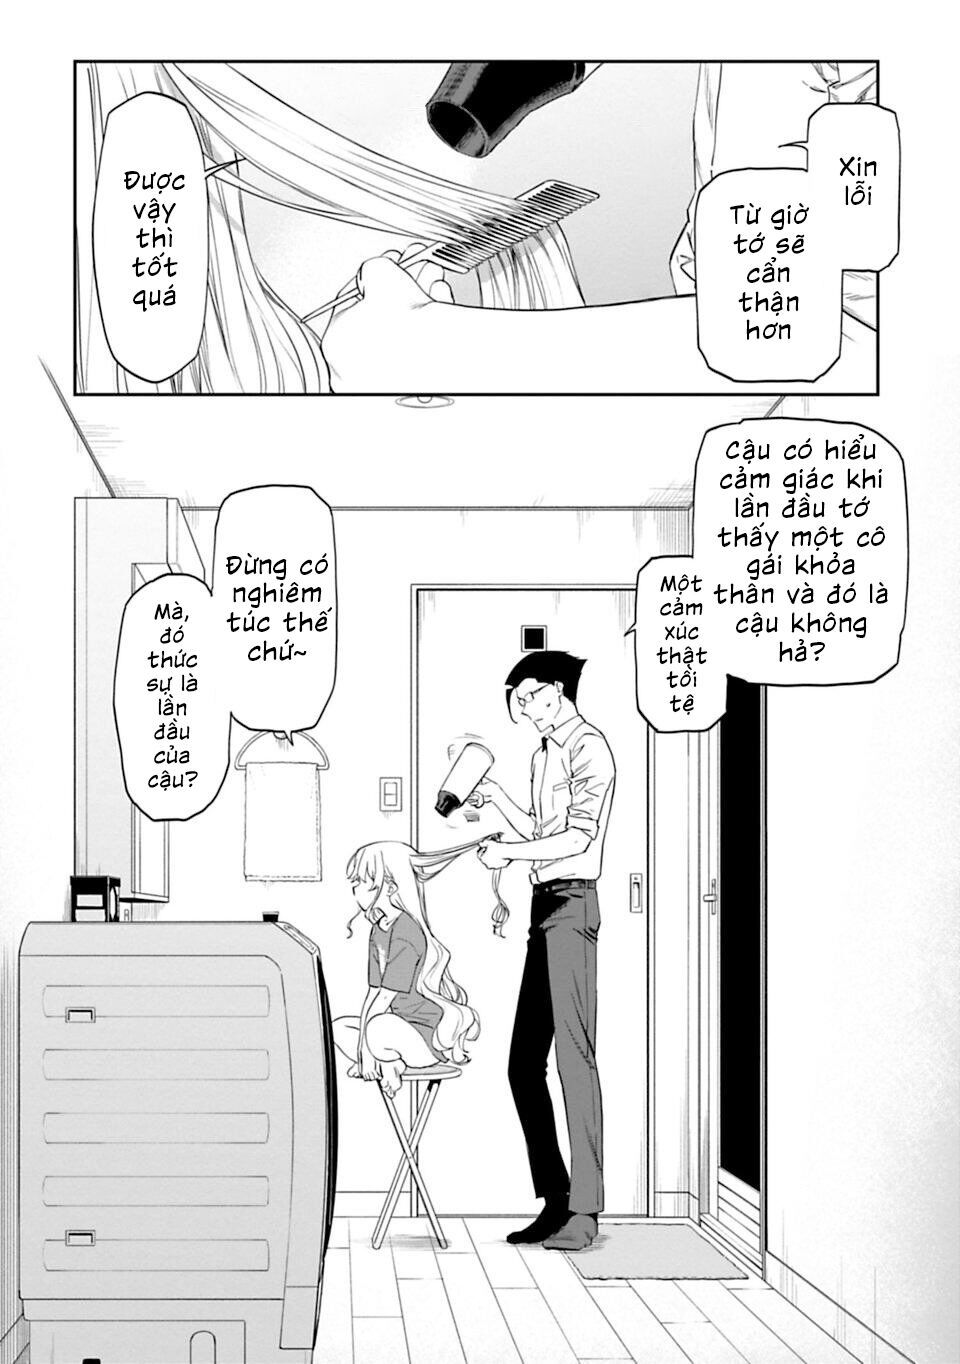 Xin
lỗi
Từ giờ
tớ sẽ
cẩn
thận
hơn
Được
vậy
thì
tốt
quá
Cậu có hiểu
cảm giác khi
lần đầu tớ
thấy một cô
gái khỏa
thân và đó là
cậu không
hả?
Một
cảm
xúc
thật
tồi
tệ
Đừng có
nghiêm
túc thế
chứ~
Mà,
đó
thức
sự là
lần
đầu
của
cậu?